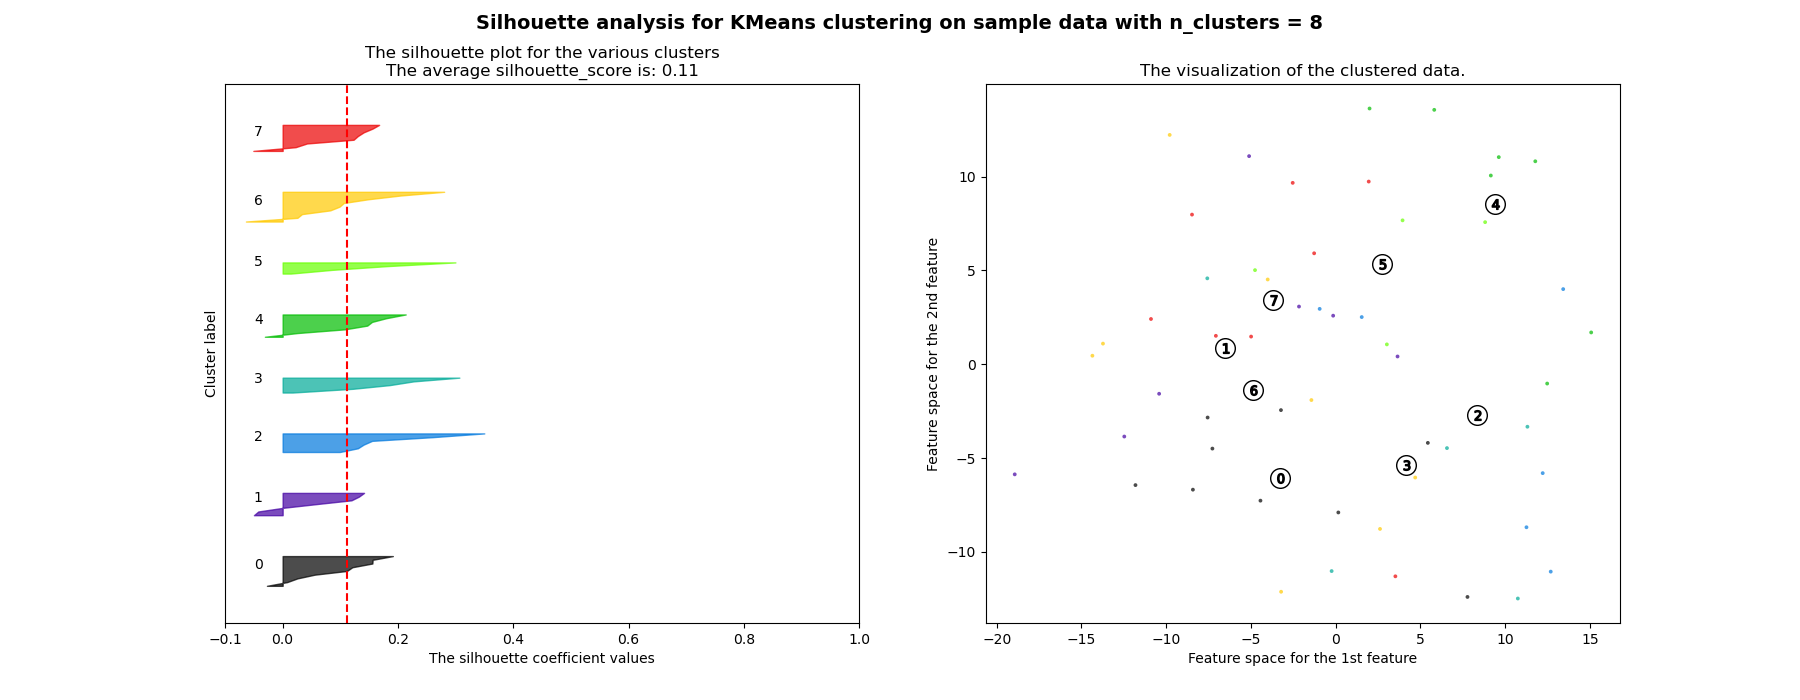 Silhouette analysis for KMeans clustering on sample data with n_clusters = 8
The silhouette plot for the various clusters
The average silhouette_score is: 0.11
7
6
5
4
3
2
1
0
Cluster label
−0.1 0.0 0.2 0.4 0.6 0.8 1.0
The silhouette coefficient values
The visualization of the clustered data.
10
5
0
−5
−10
Feature space for the 2nd feature
4
5
7
1
6
2
3
0
−20 −15 −10 −5 0 5 10 15
Feature space for the 1st feature